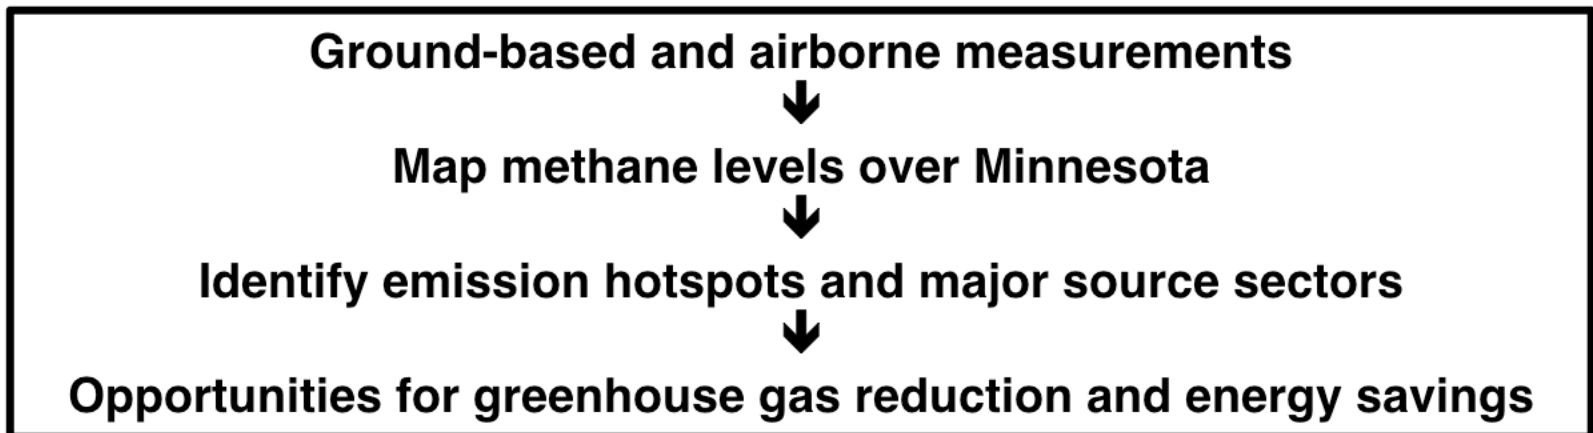 Ground-based and airborne measurements
Map methane levels over Minnesota
Identify emission hotspots and major source sectors
Opportunities for greenhouse gas reduction and energy savings